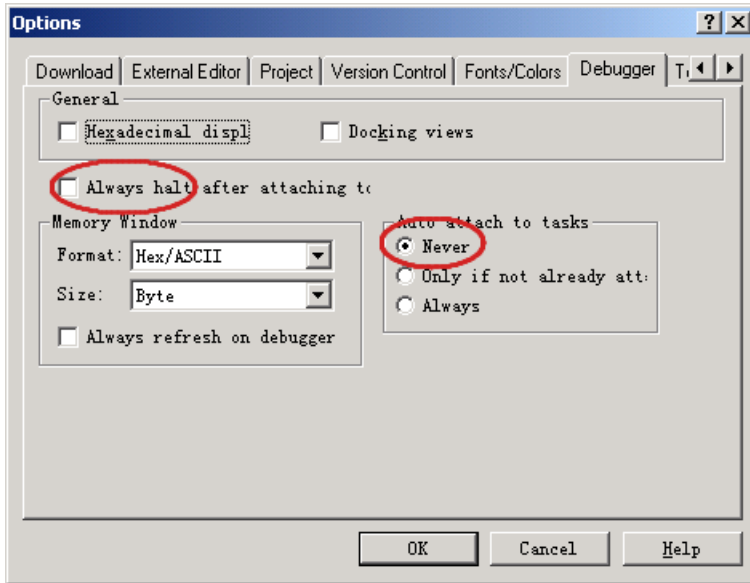 Options
Download External Editor Project Version Control Fonts/Colors Debugger
General
Hexadecimal displ Docking views
Always halt after attaching to
Memory Window
Format: Hex/ASCII
Size: Byte
Always refresh on debugger
Auto attach to tasks
Never
Only if not already att
Always
OK Cancel Help